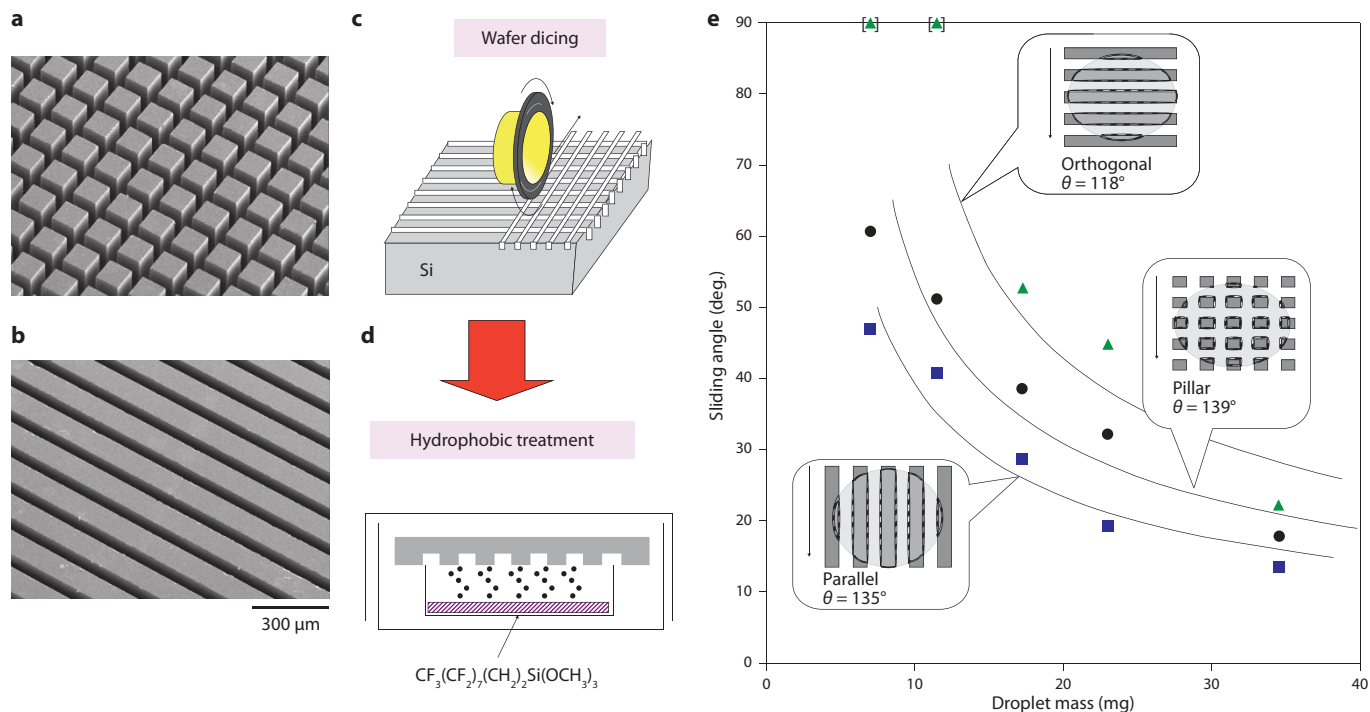 a
b
300 µm
c
Wafer dicing
Si
d
Hydrophobic treatment
CF₃(CF₂)₇(CH₂)₂Si(OCH₃)₃
e
Sliding angle (deg.)
90
80
70
60
50
40
30
20
10
0
[ ]
[ ]
Orthogonal
θ = 118°
Pillar
θ = 139°
Parallel
θ = 135°
0
10
20
30
40
Droplet mass (mg)